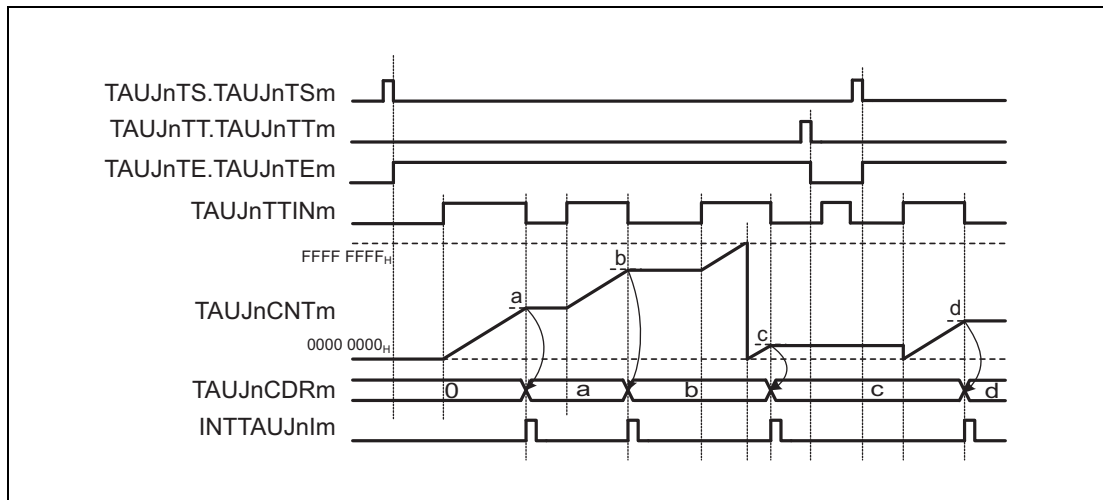 TAUJnTS.TAUJnTSm
TAUJnTT.TAUJnTTm
TAUJnTE.TAUJnTEm
TAUJnTTINm
FFFF FFFFH
TAUJnCNTm
a
b
c
d
0000 0000H
TAUJnCDRm
0
a
b
c
d
INTTAUJnIm